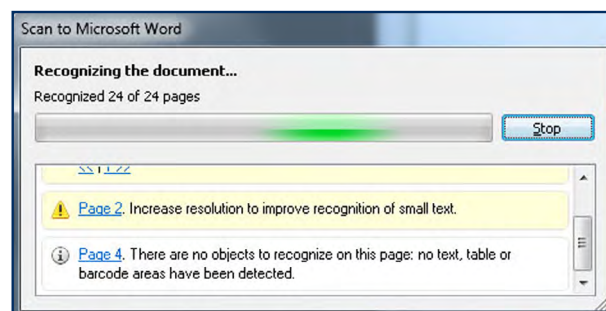 Scan to Microsoft Word
Recognizing the document...
Recognized 24 of 24 pages
Stop
Page 2. Increase resolution to improve recognition of small text.
Page 4. There are no objects to recognize on this page: no text, table or
barcode areas have been detected.